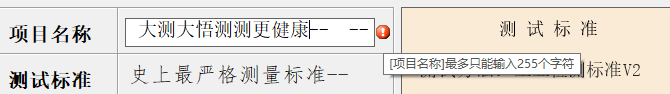 项目名称
大测大悟测测更健康-- --
测试标准
[项目名称]最多只能输入255个字符
测试标准
史上最严格测量标准--
测标准V2